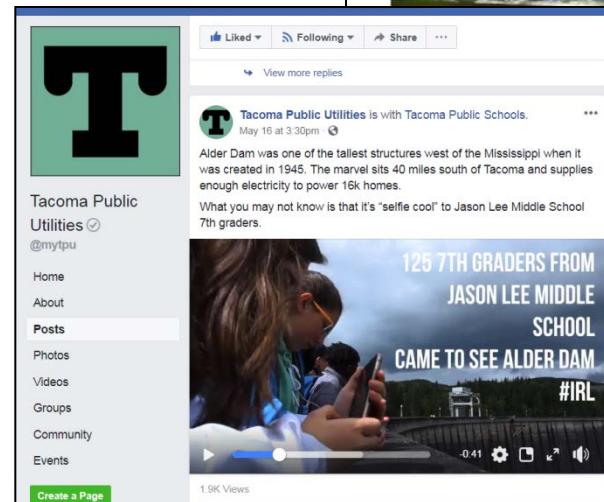 T
Tacoma Public
Utilities
@mytpu
Home
About
Posts
Photos
Videos
Groups
Community
Events
Create a Page
Liked
Following
Share
View more replies
T
Tacoma Public Utilities is with Tacoma Public Schools.
May 16 at 3:30pm ·
Alder Dam was one of the tallest structures west of the Mississippi when it
was created in 1945. The marvel sits 40 miles south of Tacoma and supplies
enough electricity to power 16k homes.
What you may not know is that it's "selfie cool" to Jason Lee Middle School
7th graders.
125 7TH GRADERS FROM
JASON LEE MIDDLE
SCHOOL
CAME TO SEE ALDER DAM
#IRL
-0:41
1.9K Views